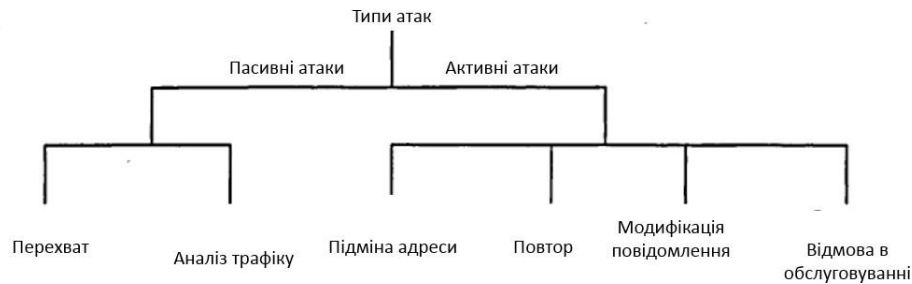 Типи атак
Пасивні атаки
Активні атаки
Перехват
Аналіз трафіку
Підміна адреси
Повтор
Модифікація
повідомлення
Відмова в
обслуговуванні